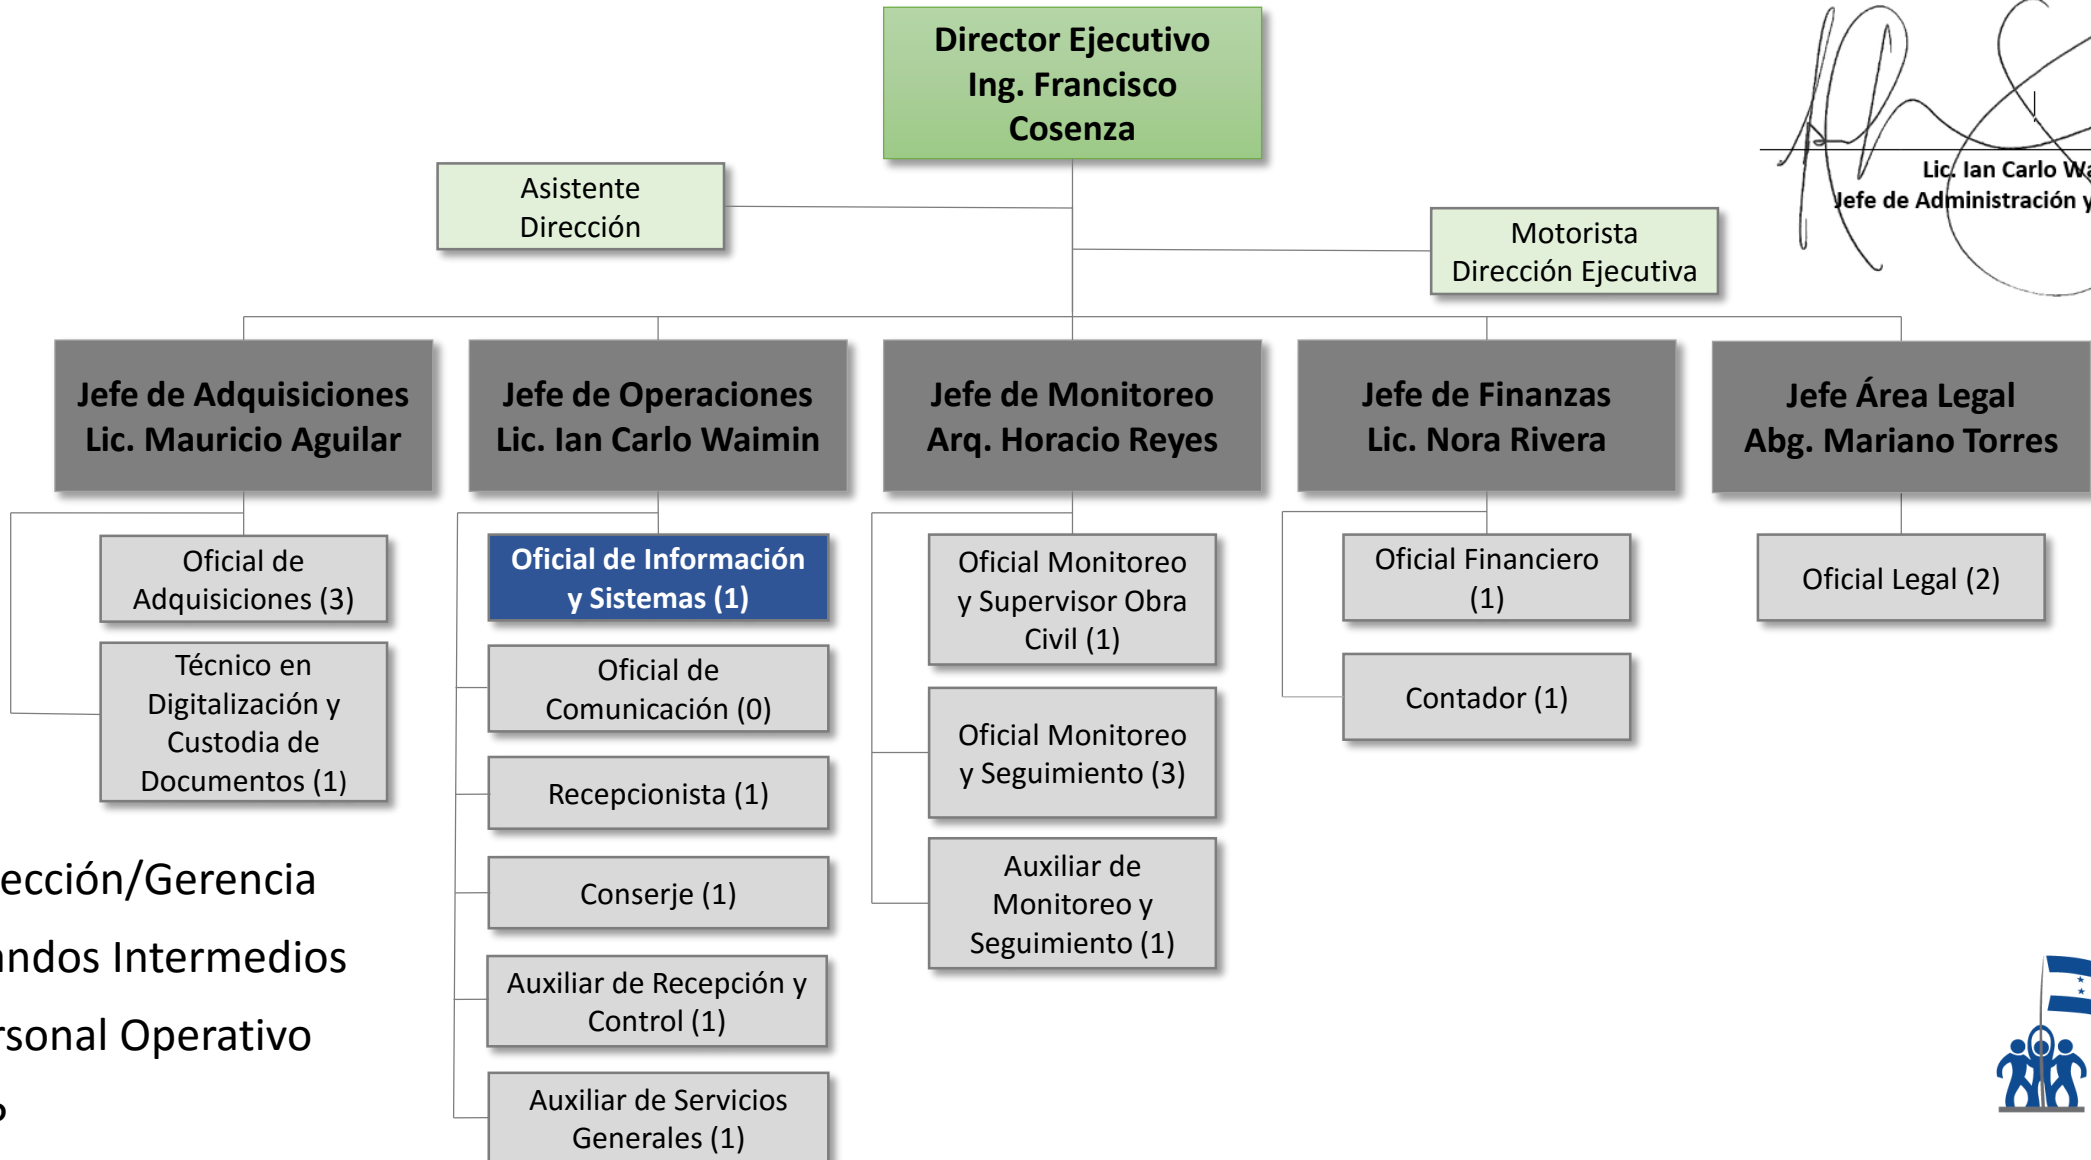 Director Ejecutivo
Ing. Francisco
Cosenza
Lic. Ian Carlo
Jefe de Administración y
Asistente
Dirección
Motorista
Dirección Ejecutiva
Jefe de Adquisiciones
Lic. Mauricio Aguilar
Jefe de Operaciones
Lic. Ian Carlo Waimin
Jefe de Monitoreo
Arq. Horacio Reyes
Jefe de Finanzas
Lic. Nora Rivera
Jefe Área Legal
Abg. Mariano Torres
Oficial de
Adquisiciones (3)
Técnico en
Digitalización y
Custodia de
Documentos (1)
Oficial de Información
y Sistemas (1)
Oficial de
Comunicación (0)
Recepcionista (1)
Conserje (1)
Auxiliar de Recepción y
Control (1)
Auxiliar de Servicios
Generales (1)
Oficial Monitoreo
y Supervisor Obra
Civil (1)
Oficial Monitoreo
y Seguimiento (3)
Auxiliar de
Monitoreo y
Seguimiento (1)
Oficial Financiero
(1)
Contador (1)
Oficial Legal (2)
ección/Gerencia
ndos Intermedios
rsonal Operativo